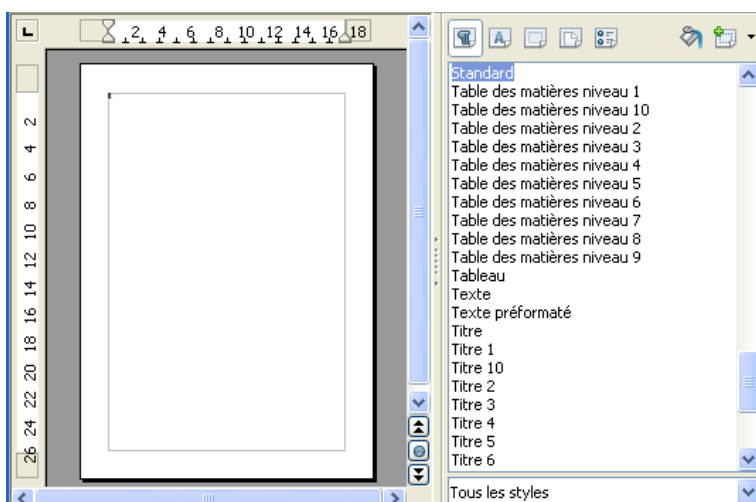 2 4 6 8 10 12 14 16 18
2
4
6
8
10
12
14
16
18
20
22
24
26
Standard
Table des matières niveau 1
Table des matières niveau 10
Table des matières niveau 2
Table des matières niveau 3
Table des matières niveau 4
Table des matières niveau 5
Table des matières niveau 6
Table des matières niveau 7
Table des matières niveau 8
Table des matières niveau 9
Tableau
Texte
Texte préformaté
Titre
Titre 1
Titre 10
Titre 2
Titre 3
Titre 4
Titre 5
Titre 6
Tous les styles